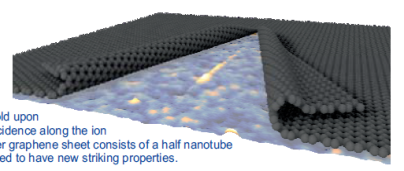 old upon
cidence along the ion
er graphene sheet consists of a half nanotube
ed to have new striking properties.